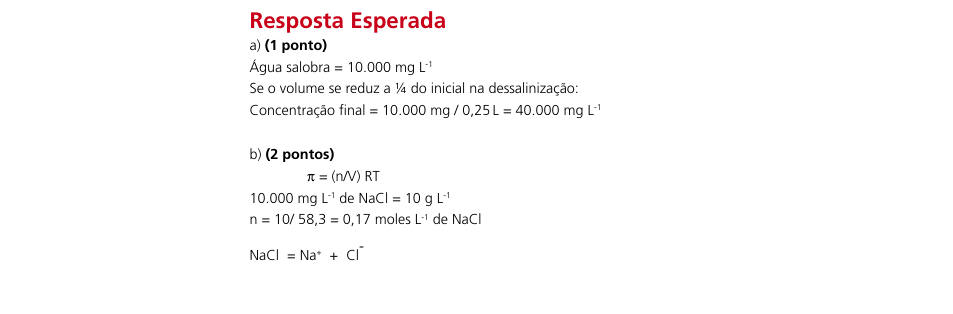 Resposta Esperada
a) (1 ponto)
Água salobra = 10.000 mg L⁻¹
Se o volume se reduz a ¼ do inicial na dessalinização:
Concentração final = 10.000 mg / 0,25 L = 40.000 mg L⁻¹
b) (2 pontos)
π = (n/V) RT
10.000 mg L⁻¹ de NaCl = 10 g L⁻¹
n = 10/ 58,3 = 0,17 moles L⁻¹ de NaCl
NaCl = Na⁺ + Cl⁻